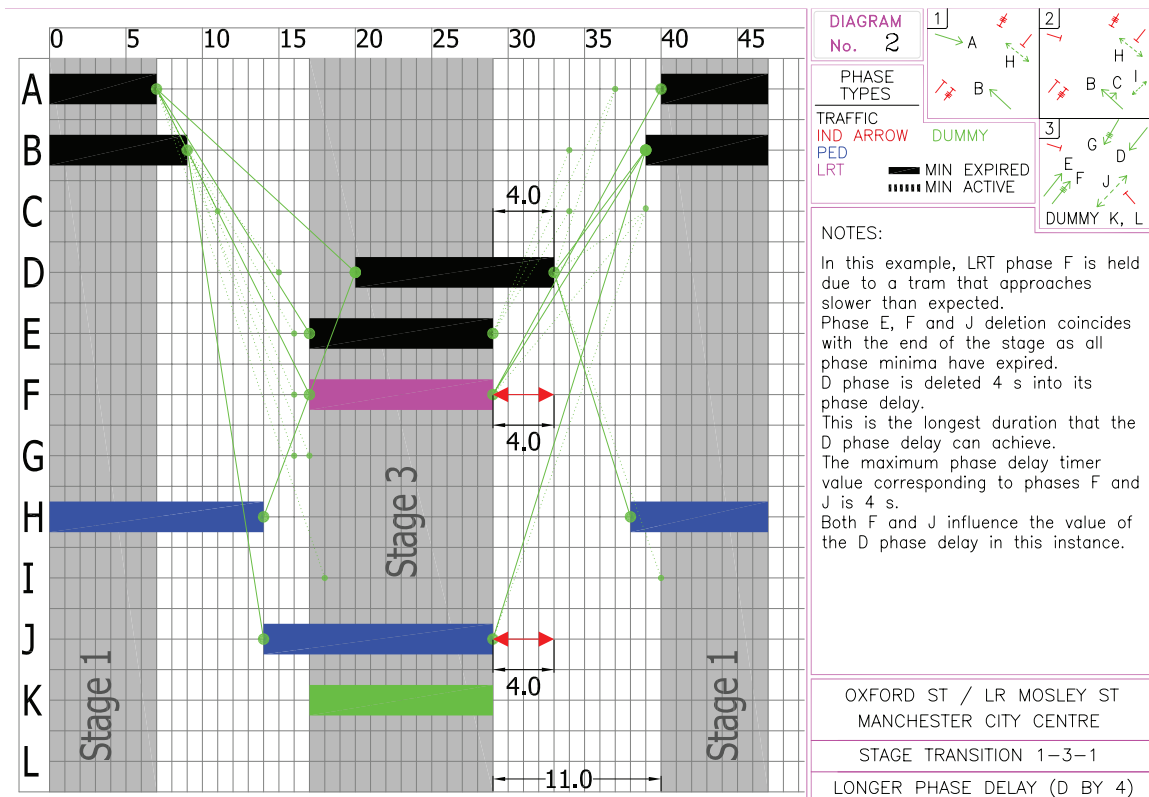 0 5 10 15 20 25 30 35 40 45
A
B
C
D
E
F
G
H
I
J
K
L
4.0
4.0
4.0
11.0
Stage 1
Stage 3
Stage 1
DIAGRAM
No. 2
PHASE
TYPES
TRAFFIC
IND ARROW DUMMY
PED
LRT
MIN EXPIRED
MIN ACTIVE
1
A
H
B
2
H
I
B C
3
G
D
E
F
J
DUMMY K, L
NOTES:
In this example, LRT phase F is held
due to a tram that approaches
slower than expected.
Phase E, F and J deletion coincides
with the end of the stage as all
phase minima have expired.
D phase is deleted 4 s into its
phase delay.
This is the longest duration that the
D phase delay can achieve.
The maximum phase delay timer
value corresponding to phases F and
J is 4 s.
Both F and J influence the value of
the D phase delay in this instance.
OXFORD ST / LR MOSLEY ST
MANCHESTER CITY CENTRE
STAGE TRANSITION 1-3-1
LONGER PHASE DELAY (D BY 4)